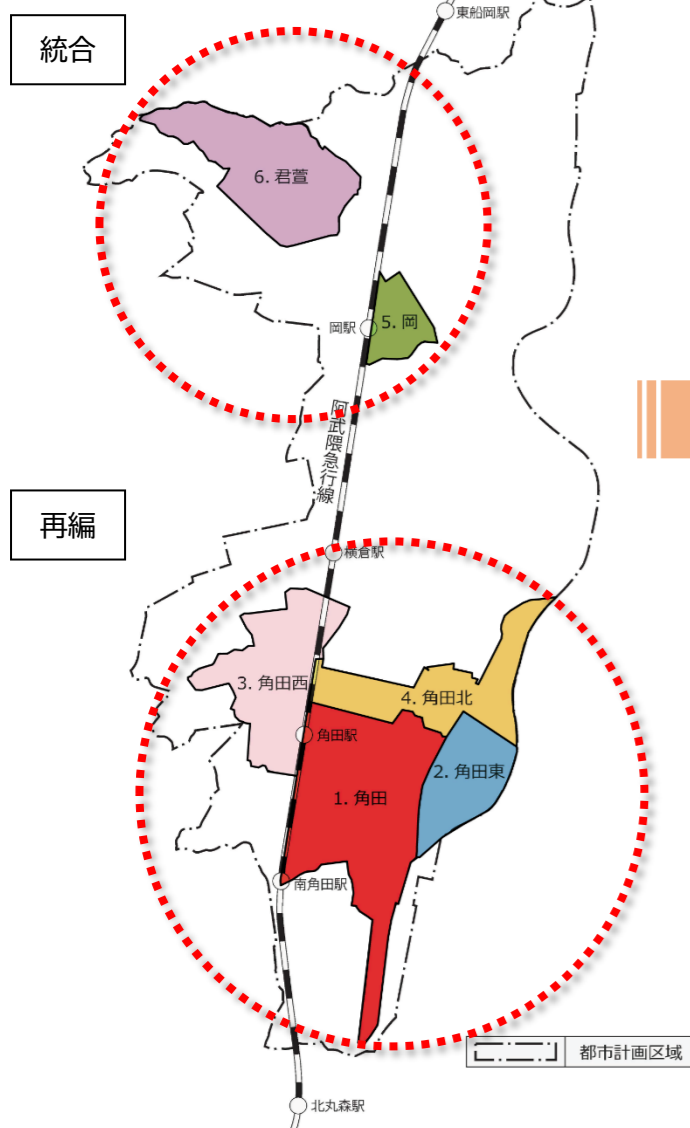 東船岡駅
統合
6. 君萱
岡駅
5. 岡
阿武隈急行線
再編
横倉駅
3. 角田西
4. 角田北
角田駅
2. 角田東
1. 角田
南角田駅
都市計画区域
北丸森駅